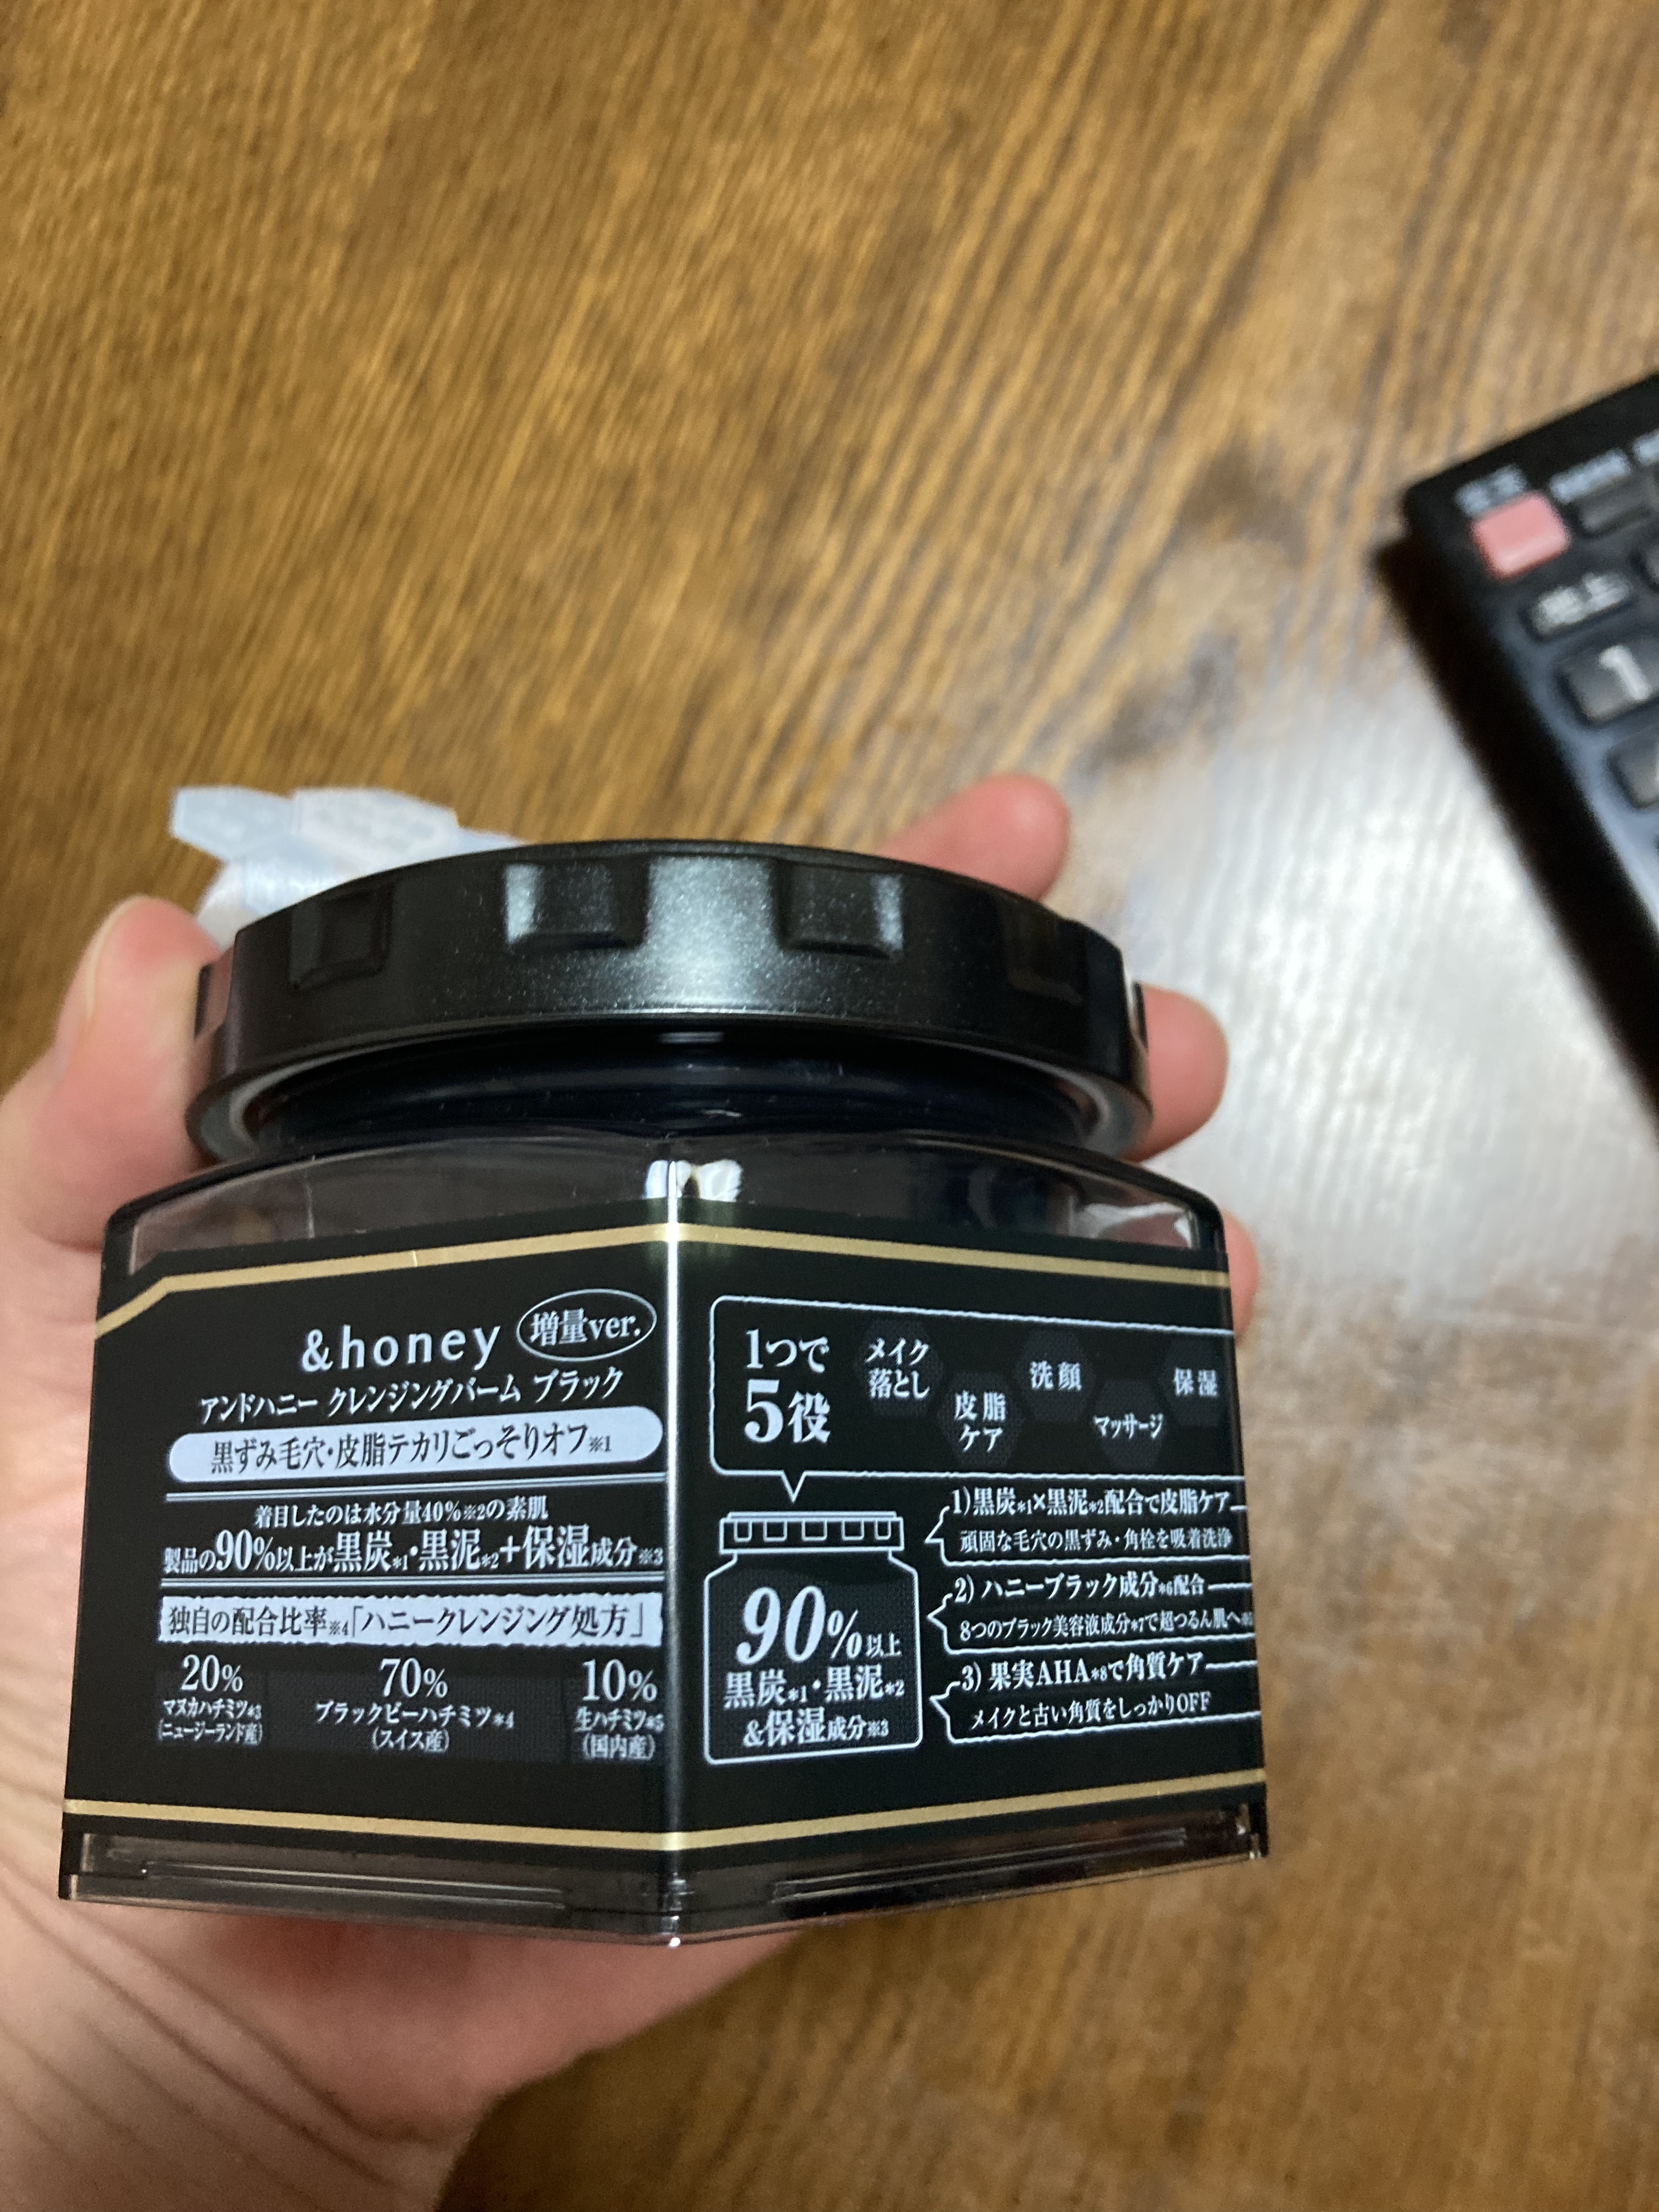 &honey 増量ver.
アンドハニー クレンジングバーム ブラック
黒ずみ毛穴・皮脂テカリごっそりオフ※1
着目したのは水分量40%※2の素肌
製品の90%以上が黒炭*1・黒泥*2+保湿成分※3
独自の配合比率※4「ハニークレンジング処方」
20%
マヌカハチミツ*3
(ニュージーランド産)
70%
ブラックビーハチミツ*4
(スイス産)
10%
生ハチミツ*5
(国内産)
1つで
5役
メイク
落とし
皮脂
ケア
洗顔
マッサージ
保湿
90%以上
黒炭*1・黒泥*2
&保湿成分※3
1)黒炭*1×黒泥*2配合で皮脂ケア
頑固な毛穴の黒ずみ・角栓を吸着洗浄
2)ハニーブラック成分*6配合
8つのブラック美容液成分*7で超つるん肌へ
3)果実AHA*8で角質ケア
メイクと古い角質をしっかりOFF
1